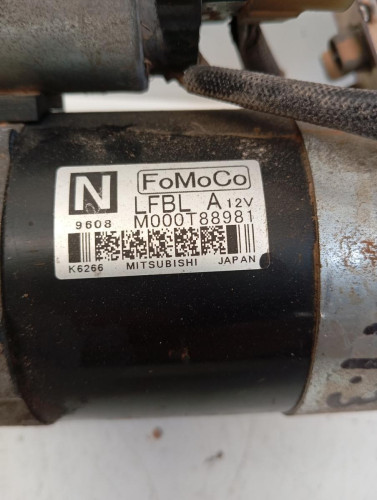 N FoMoCo
LFBL A 12V
9608 M000T88981
K6266 MITSUBISHI JAPAN